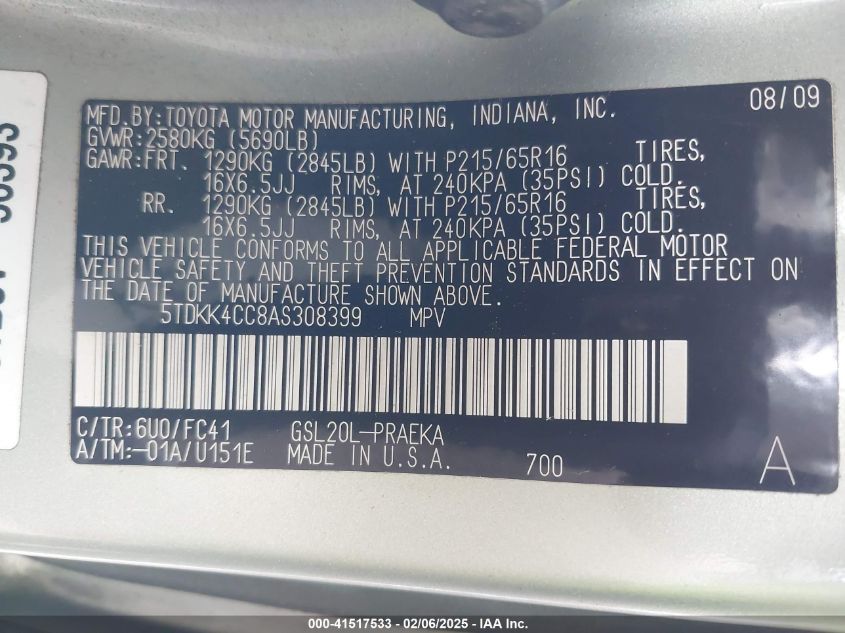 MFD.BY:TOYOTA MOTOR MANUFACTURING, INDIANA, INC. 08/09
GVWR:2580KG (5690LB)
GAWR:FRT. 1290KG (2845LB) WITH P215/65R16 TIRES,
16X6.5JJ RIMS, AT 240KPA (35PSI) COLD.
RR. 1290KG (2845LB) WITH P215/65R16 TIRES,
16X6.5JJ RIMS, AT 240KPA (35PSI) COLD.
THIS VEHICLE CONFORMS TO ALL APPLICABLE FEDERAL MOTOR
VEHICLE SAFETY AND THEFT PREVENTION STANDARDS IN EFFECT ON
THE DATE OF MANUFACTURE SHOWN ABOVE.
5TDKK4CC8AS308399 MPV
C/TR:6U0/FC41 GSL20L-PRAEKA
A/TM:-01A/U151E MADE IN U.S.A. 700 A
000-41517533 - 02/06/2025 - IAA Inc.